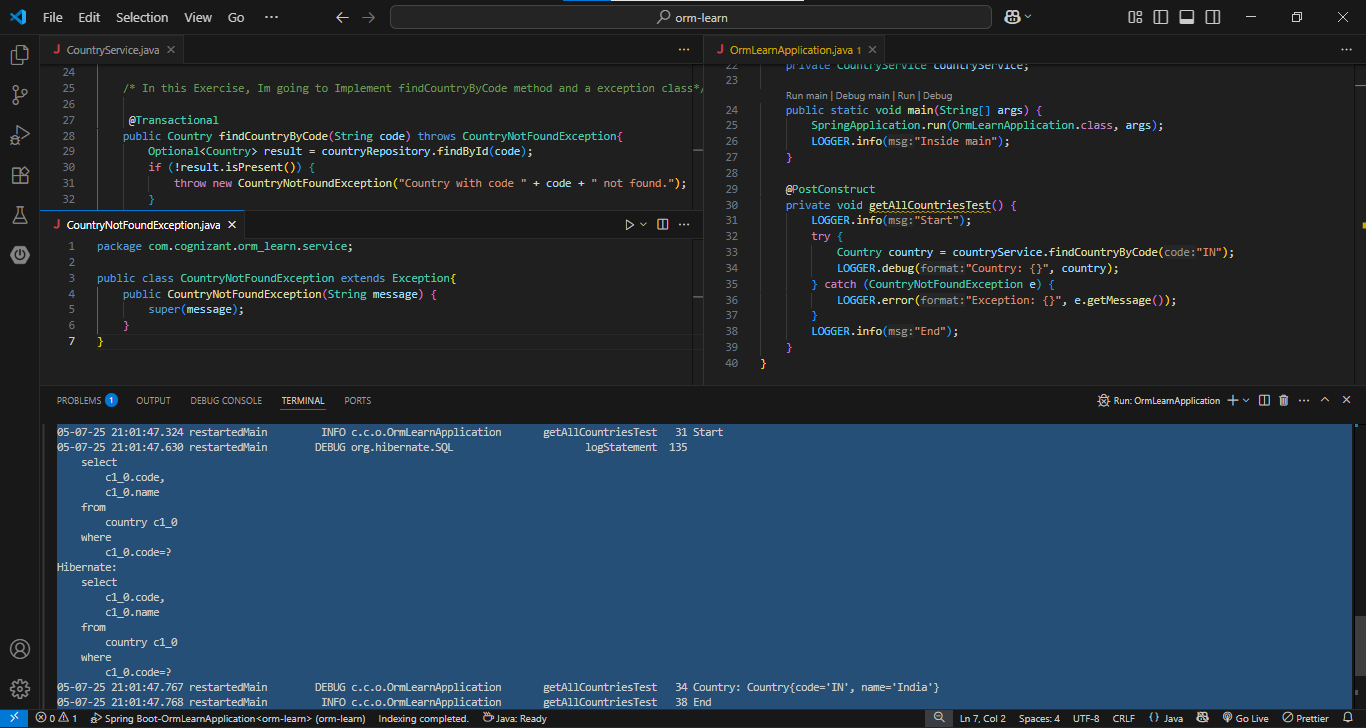 File Edit Selection View Go ··· orm-learn
CountryService.java
24
25 /* In this Exercise, Im going to Implement findCountryByCode method and a exception class*/
26
27 @Transactional
28 public Country findCountryByCode(String code) throws CountryNotFoundException{
29 Optional<Country> result = countryRepository.findById(code);
30 if (!result.isPresent()) {
31 throw new CountryNotFoundException("Country with code " + code + " not found.");
32 }
CountryNotFoundException.java
1 package com.cognizant.orm_learn.service;
2
3 public class CountryNotFoundException extends Exception{
4 public CountryNotFoundException(String message) {
5 super(message);
6 }
7 }
OrmLearnApplication.java 1
22 private CountryService countryService;
23
Run main | Debug main | Run | Debug
24 public static void main(String[] args) {
25 SpringApplication.run(OrmLearnApplication.class, args);
26 LOGGER.info(msg:"Inside main");
27 }
28
29 @PostConstruct
30 private void getAllCountriesTest() {
31 LOGGER.info(msg:"Start");
32 try {
33 Country country = countryService.findCountryByCode(code:"IN");
34 LOGGER.debug(format:"Country: {}", country);
35 } catch (CountryNotFoundException e) {
36 LOGGER.error(format:"Exception: {}", e.getMessage());
37 }
38 LOGGER.info(msg:"End");
39 }
40 }
PROBLEMS 1 OUTPUT DEBUG CONSOLE TERMINAL PORTS Run: OrmLearnApplication
05-07-25 21:01:47.324 restartedMain INFO c.c.o.OrmLearnApplication getAllCountriesTest 31 Start
05-07-25 21:01:47.630 restartedMain DEBUG org.hibernate.SQL logStatement 135
select
c1_0.code,
c1_0.name
from
country c1_0
where
c1_0.code=?
Hibernate:
select
c1_0.code,
c1_0.name
from
country c1_0
where
c1_0.code=?
05-07-25 21:01:47.767 restartedMain DEBUG c.c.o.OrmLearnApplication getAllCountriesTest 34 Country: Country{code='IN', name='India'}
05-07-25 21:01:47.768 restartedMain INFO c.c.o.OrmLearnApplication getAllCountriesTest 38 End
0 1 Spring Boot-OrmLearnApplication<orm-learn> (orm-learn) Indexing completed. Java: Ready Ln 7, Col 2 Spaces: 4 UTF-8 CRLF {} Java Go Live Prettier